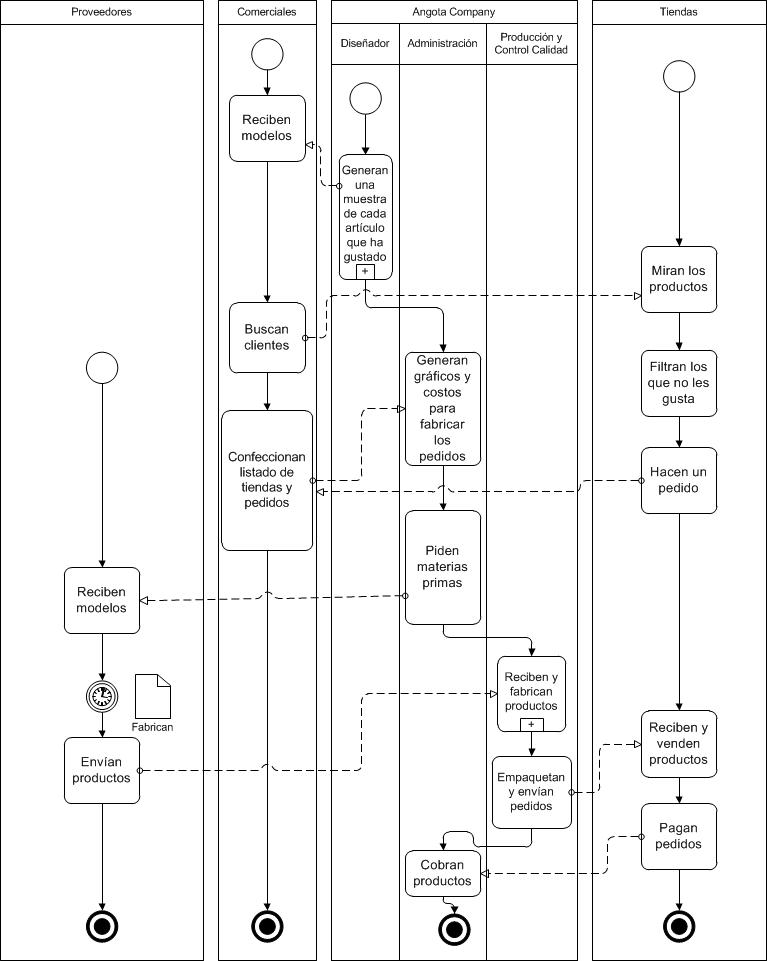 Proveedores
Comerciales
Angota Company
Tiendas
Diseñador
Administración
Producción y
Control Calidad
Reciben
modelos
Generan
una
muestra
de cada
artículo
que ha
gustado
+
Miran los
productos
Buscan
clientes
Generan
gráficos y
costos
para
fabricar
los
pedidos
Filtran los
que no les
gusta
Confeccionan
listado de
tiendas y
pedidos
Hacen un
pedido
Piden
materias
primas
Reciben
modelos
Reciben y
fabrican
productos
+
Fabrican
Reciben y
venden
productos
Envían
productos
Empaquetan
y envían
pedidos
Pagan
pedidos
Cobran
productos